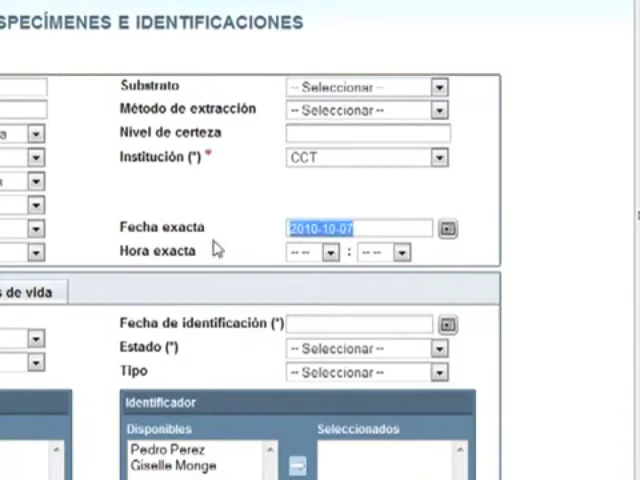 SPECÍMENES E IDENTIFICACIONES
Substrato -- Seleccionar --
Método de extracción -- Seleccionar --
Nivel de certeza
Institución (*) * CCT
Fecha exacta 2010-10-07
Hora exacta -- -- : -- --
s de vida
Fecha de identificación (*)
Estado (*) -- Seleccionar --
Tipo -- Seleccionar --
Identificador
Disponibles Seleccionados
Pedro Perez
Giselle Monge